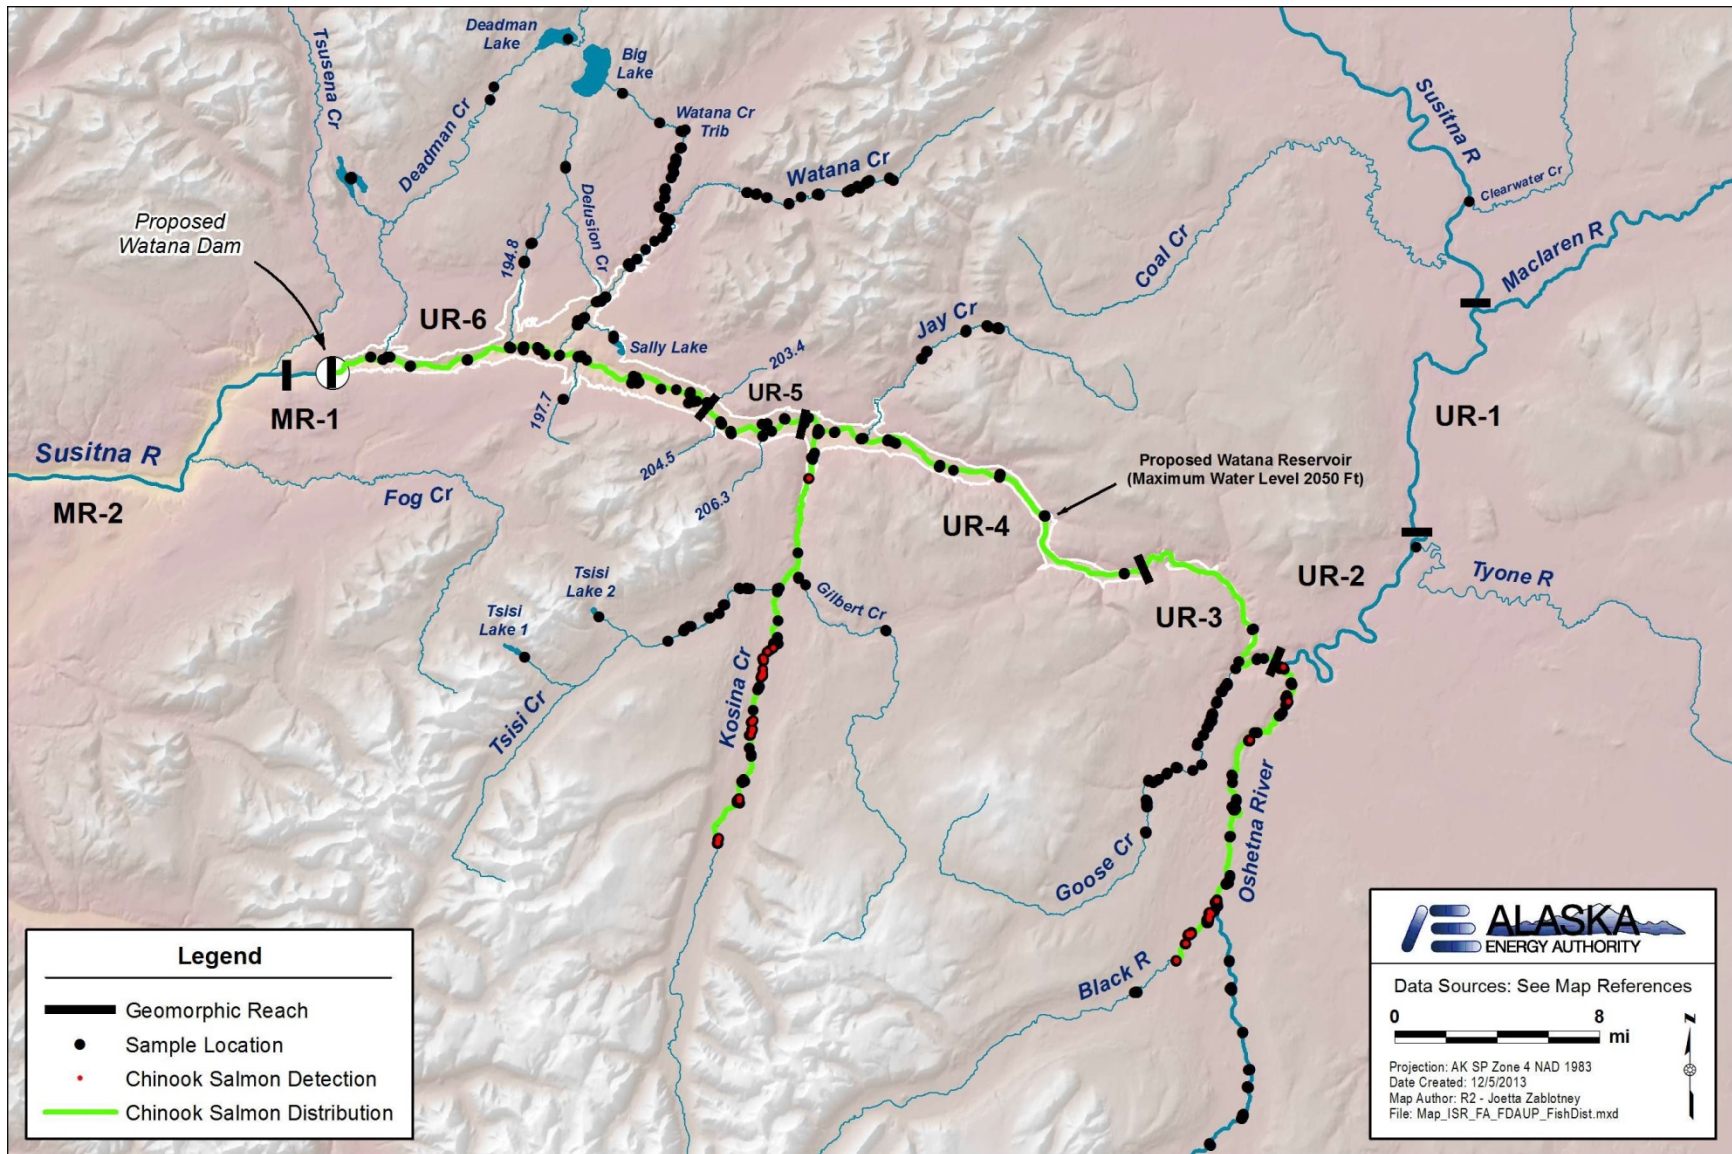 Tsusena Cr
Deadman
Lake
Big
Lake
Deadman Cr
Watana Cr
Trib
Watana Cr
Susitna R
Clearwater Cr
Proposed
Watana Dam
Delusion Cr
194.8
Coal Cr
Maclaren R
UR-6
Jay Cr
Sally Lake
203.4
UR-5
MR-1
197.7
UR-1
Susitna R
204.5
Proposed Watana Reservoir
(Maximum Water Level 2050 Ft)
Fog Cr
206.3
MR-2
UR-4
Tsisi
Lake 2
Gilbert Cr
UR-2
Tyone R
Tsisi
Lake 1
UR-3
Kosina Cr
Tsisi Cr
Goose Cr
Oshetna River
Black R
Legend
Geomorphic Reach
Sample Location
Chinook Salmon Detection
Chinook Salmon Distribution
ALASKA
ENERGY AUTHORITY
Data Sources: See Map References
0 8
mi
N
Projection: AK SP Zone 4 NAD 1983
Date Created: 12/5/2013
Map Author: R2 - Joetta Zablotney
File: Map_ISR_FA_FDAUP_FishDist.mxd